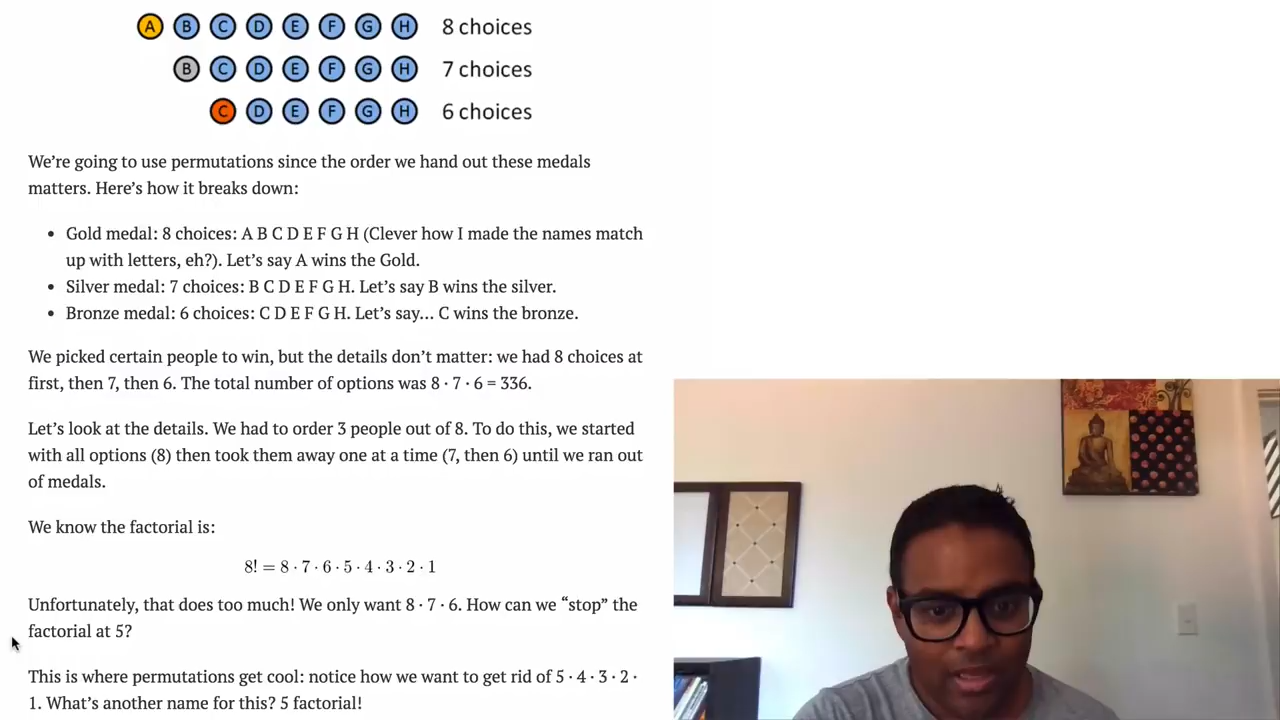 A B C D E F G H 8 choices
B C D E F G H 7 choices
C D E F G H 6 choices
We’re going to use permutations since the order we hand out these medals
matters. Here’s how it breaks down:
• Gold medal: 8 choices: A B C D E F G H (Clever how I made the names match
up with letters, eh?). Let’s say A wins the Gold.
• Silver medal: 7 choices: B C D E F G H. Let’s say B wins the silver.
• Bronze medal: 6 choices: C D E F G H. Let’s say… C wins the bronze.
We picked certain people to win, but the details don’t matter: we had 8 choices at
first, then 7, then 6. The total number of options was 8 · 7 · 6 = 336.
Let’s look at the details. We had to order 3 people out of 8. To do this, we started
with all options (8) then took them away one at a time (7, then 6) until we ran out
of medals.
We know the factorial is:
8! = 8 · 7 · 6 · 5 · 4 · 3 · 2 · 1
Unfortunately, that does too much! We only want 8 · 7 · 6. How can we “stop” the
factorial at 5?
This is where permutations get cool: notice how we want to get rid of 5 · 4 · 3 · 2 ·
1. What’s another name for this? 5 factorial!